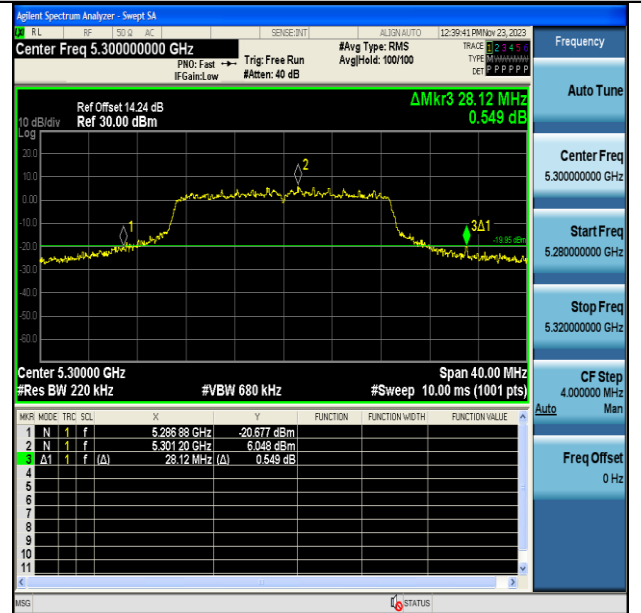 Agilent Spectrum Analyzer - Swept SA
RL RF 50 Ω AC SENSE:INT ALIGN AUTO 12:39:41 PM Nov 23, 2023
Center Freq 5.300000000 GHz #Avg Type: RMS TRACE 1 2 3 4 5 6
PNO: Fast Trig: Free Run Avg|Hold: 100/100 TYPE M
IFGain:Low #Atten: 40 dB DET P P P P P P
ΔMkr3 28.12 MHz
0.549 dB
Ref Offset 14.24 dB
10 dB/div Ref 30.00 dBm
Log
20.0
10.0
0.00
-10.0
-20.0
-30.0
-50.0
-60.0
1
2
3Δ1
-19.95 dBm
Center 5.30000 GHz Span 40.00 MHz
#Res BW 220 kHz #VBW 680 kHz #Sweep 10.00 ms (1001 pts)
MKR MODE TRC SCL X Y FUNCTION FUNCTION WIDTH FUNCTION VALUE
1 N 1 f 5.286 88 GHz -20.677 dBm
2 N 1 f 5.301 20 GHz 6.048 dBm
3 Δ1 1 f (Δ) 28.12 MHz (Δ) 0.549 dB
4
5
6
7
8
9
10
11
MSG STATUS
Frequency
Auto Tune
Center Freq
5.300000000 GHz
Start Freq
5.280000000 GHz
Stop Freq
5.320000000 GHz
CF Step
4.000000 MHz
Auto Man
Freq Offset
0 Hz